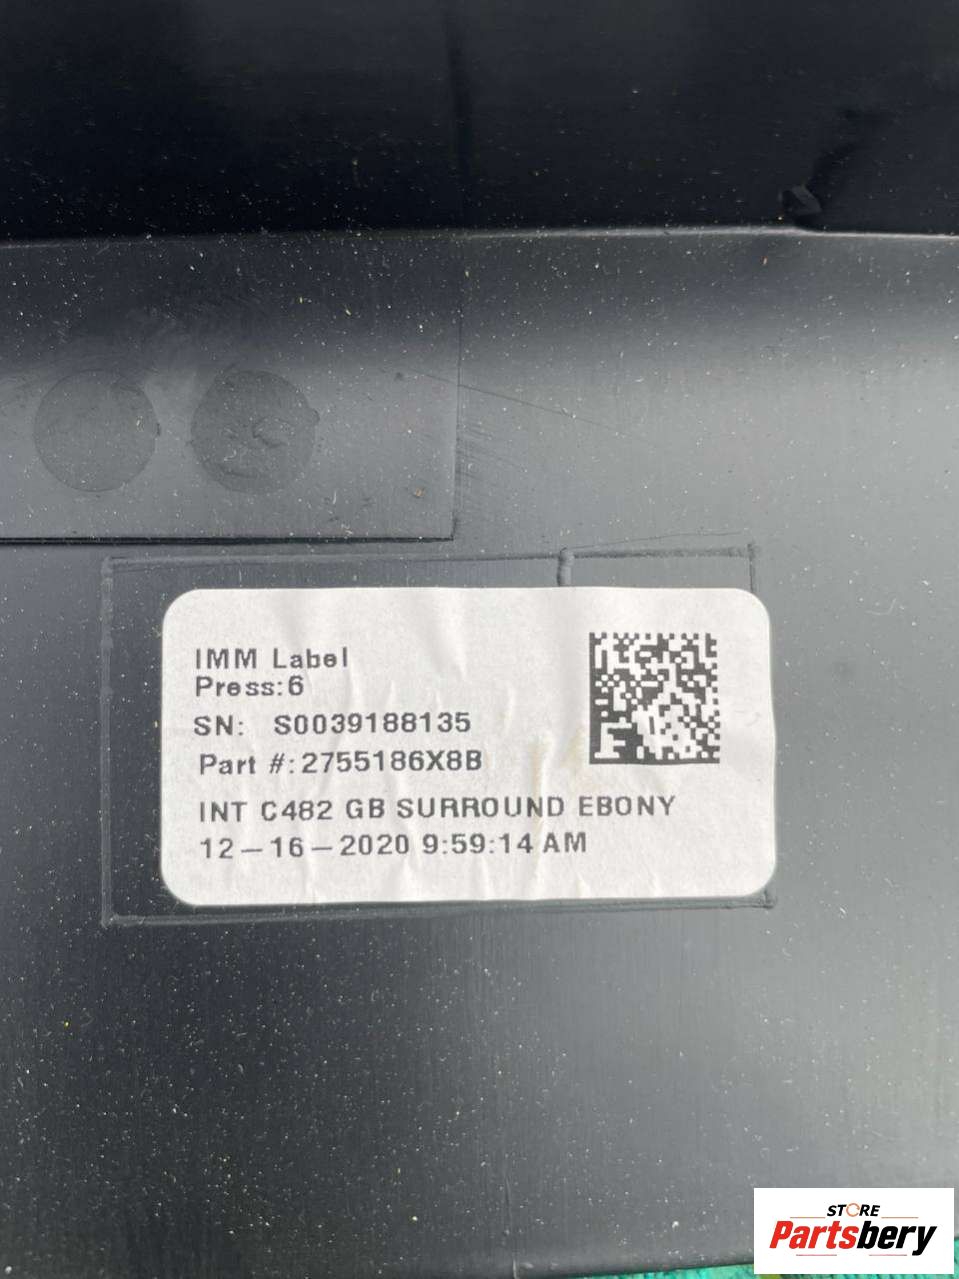 IMM Label
Press:6
SN: S0039188135
Part #:2755186X8B
INT C482 GB SURROUND EBONY
12-16-2020 9:59:14 AM
STORE
Partsbery